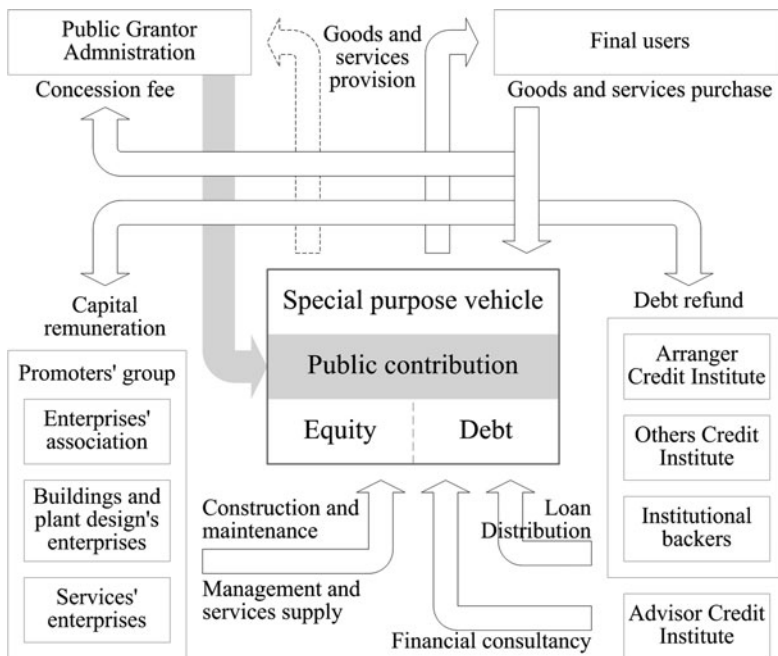 Public Grantor
Admnistration
Goods and
services
provision
Final users
Concession fee
Goods and services purchase
Capital
remuneration
Special purpose vehicle
Debt refund
Promoters' group
Public contribution
Arranger
Credit Institute
Enterprises'
association
Equity
Debt
Others Credit
Institute
Buildings and
plant design's
enterprises
Construction and
maintenance
Loan
Distribution
Institutional
backers
Services'
enterprises
Management and
services supply
Financial consultancy
Advisor Credit
Institute